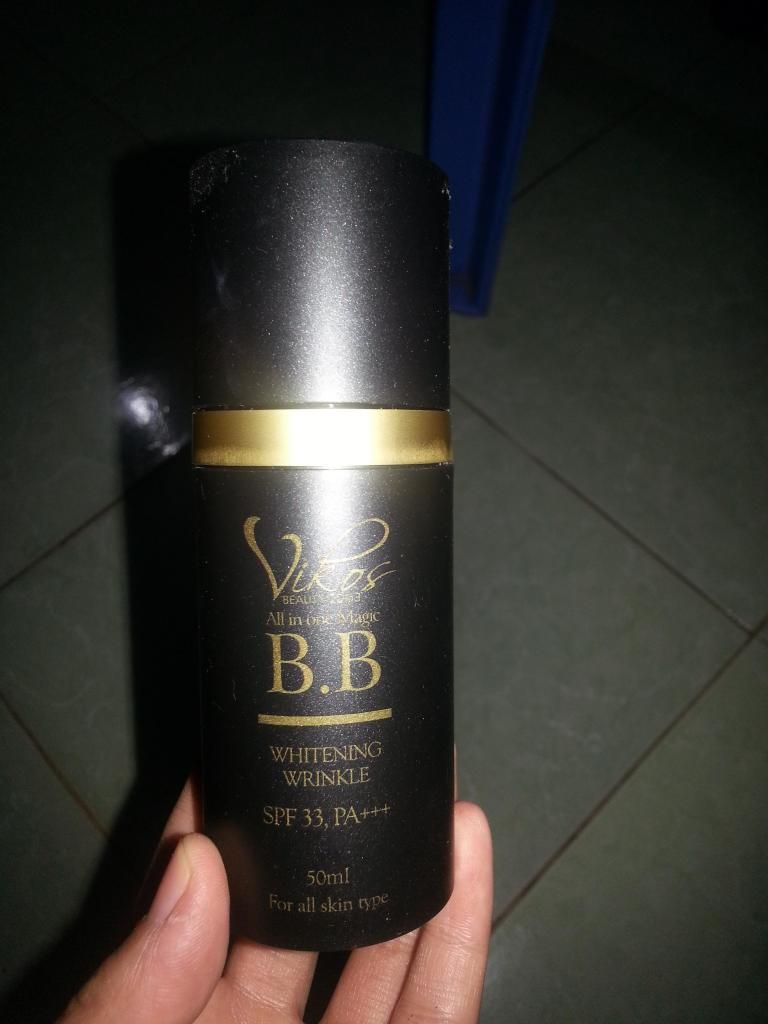 Vikos
All in one Magic
B.B
WHITENING
WRINKLE
SPF 33, PA+++
50ml
For all skin type